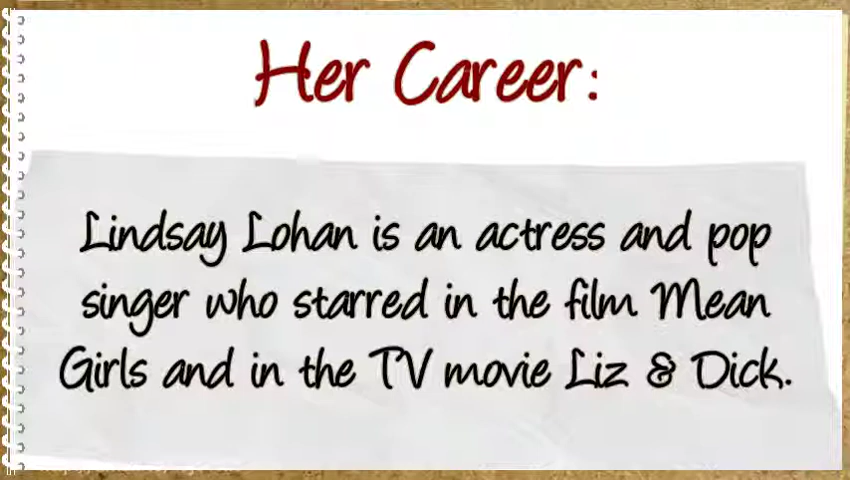 Her Career:
Lindsay Lohan is an actress and pop
singer who starred in the film Mean
Girls and in the TV movie Liz & Dick.